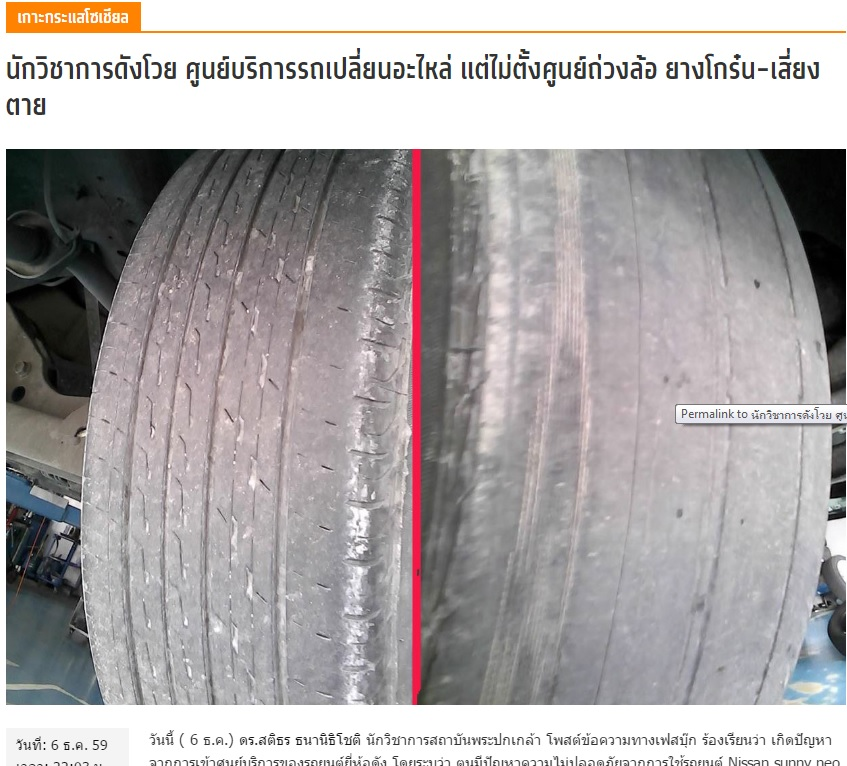 เกาะกระแสโซเชียล
นักวิชาการดังโวย ศูนย์บริการรถเปลี่ยนอะไหล่ แต่ไม่ตั้งศูนย์ถ่วงล้อ ยางโกร๋น-เสี่ยง
ตาย
Permalink to นักวิชาการดังโวย ศูน
วันที่: 6 ธ.ค. 59
วันนี้ ( 6 ธ.ค.) ดร.สติธร ธนานิธิโชติ นักวิชาการสถาบันพระปกเกล้า โพสต์ข้อความทางเฟสบุ๊ก ร้องเรียนว่า เกิดปัญหา
จากการเข้าศูนย์บริการของรถยนต์ยี่ห้อดัง โดยระบุว่า ตนมีปัญหาความไม่ปลอดภัยจากการใช้รถยนต์ Nissan sunny neo